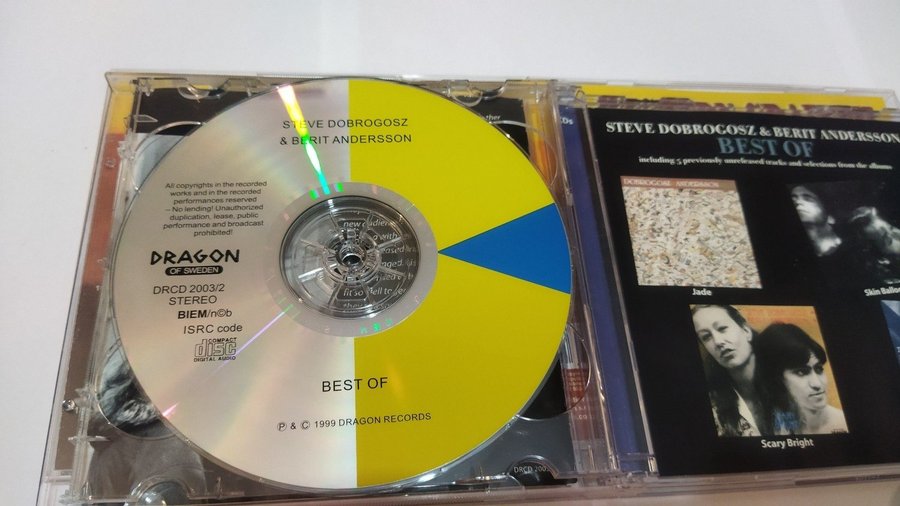 STEVE DOBROGOSZ
& BERIT ANDERSSON
All copyrights in the recorded
works and in the recorded
performances reserved
– No lending! Unauthorized
duplication, lease, public
performance and broadcast
prohibited!
DRAGON
OF SWEDEN
DRCD 2003/2
STEREO
BIEM/n©b
ISRC code
COMPACT
disc
DIGITAL AUDIO
BEST OF
℗ & © 1999 DRAGON RECORDS
STEVE DOBROGOSZ & BERIT ANDERSSON
BEST OF
including 5 previously unreleased tracks and selections from the albums
DOBROGOSZ ANDERSSON
Jade
Skin Balloo
Scary Bright